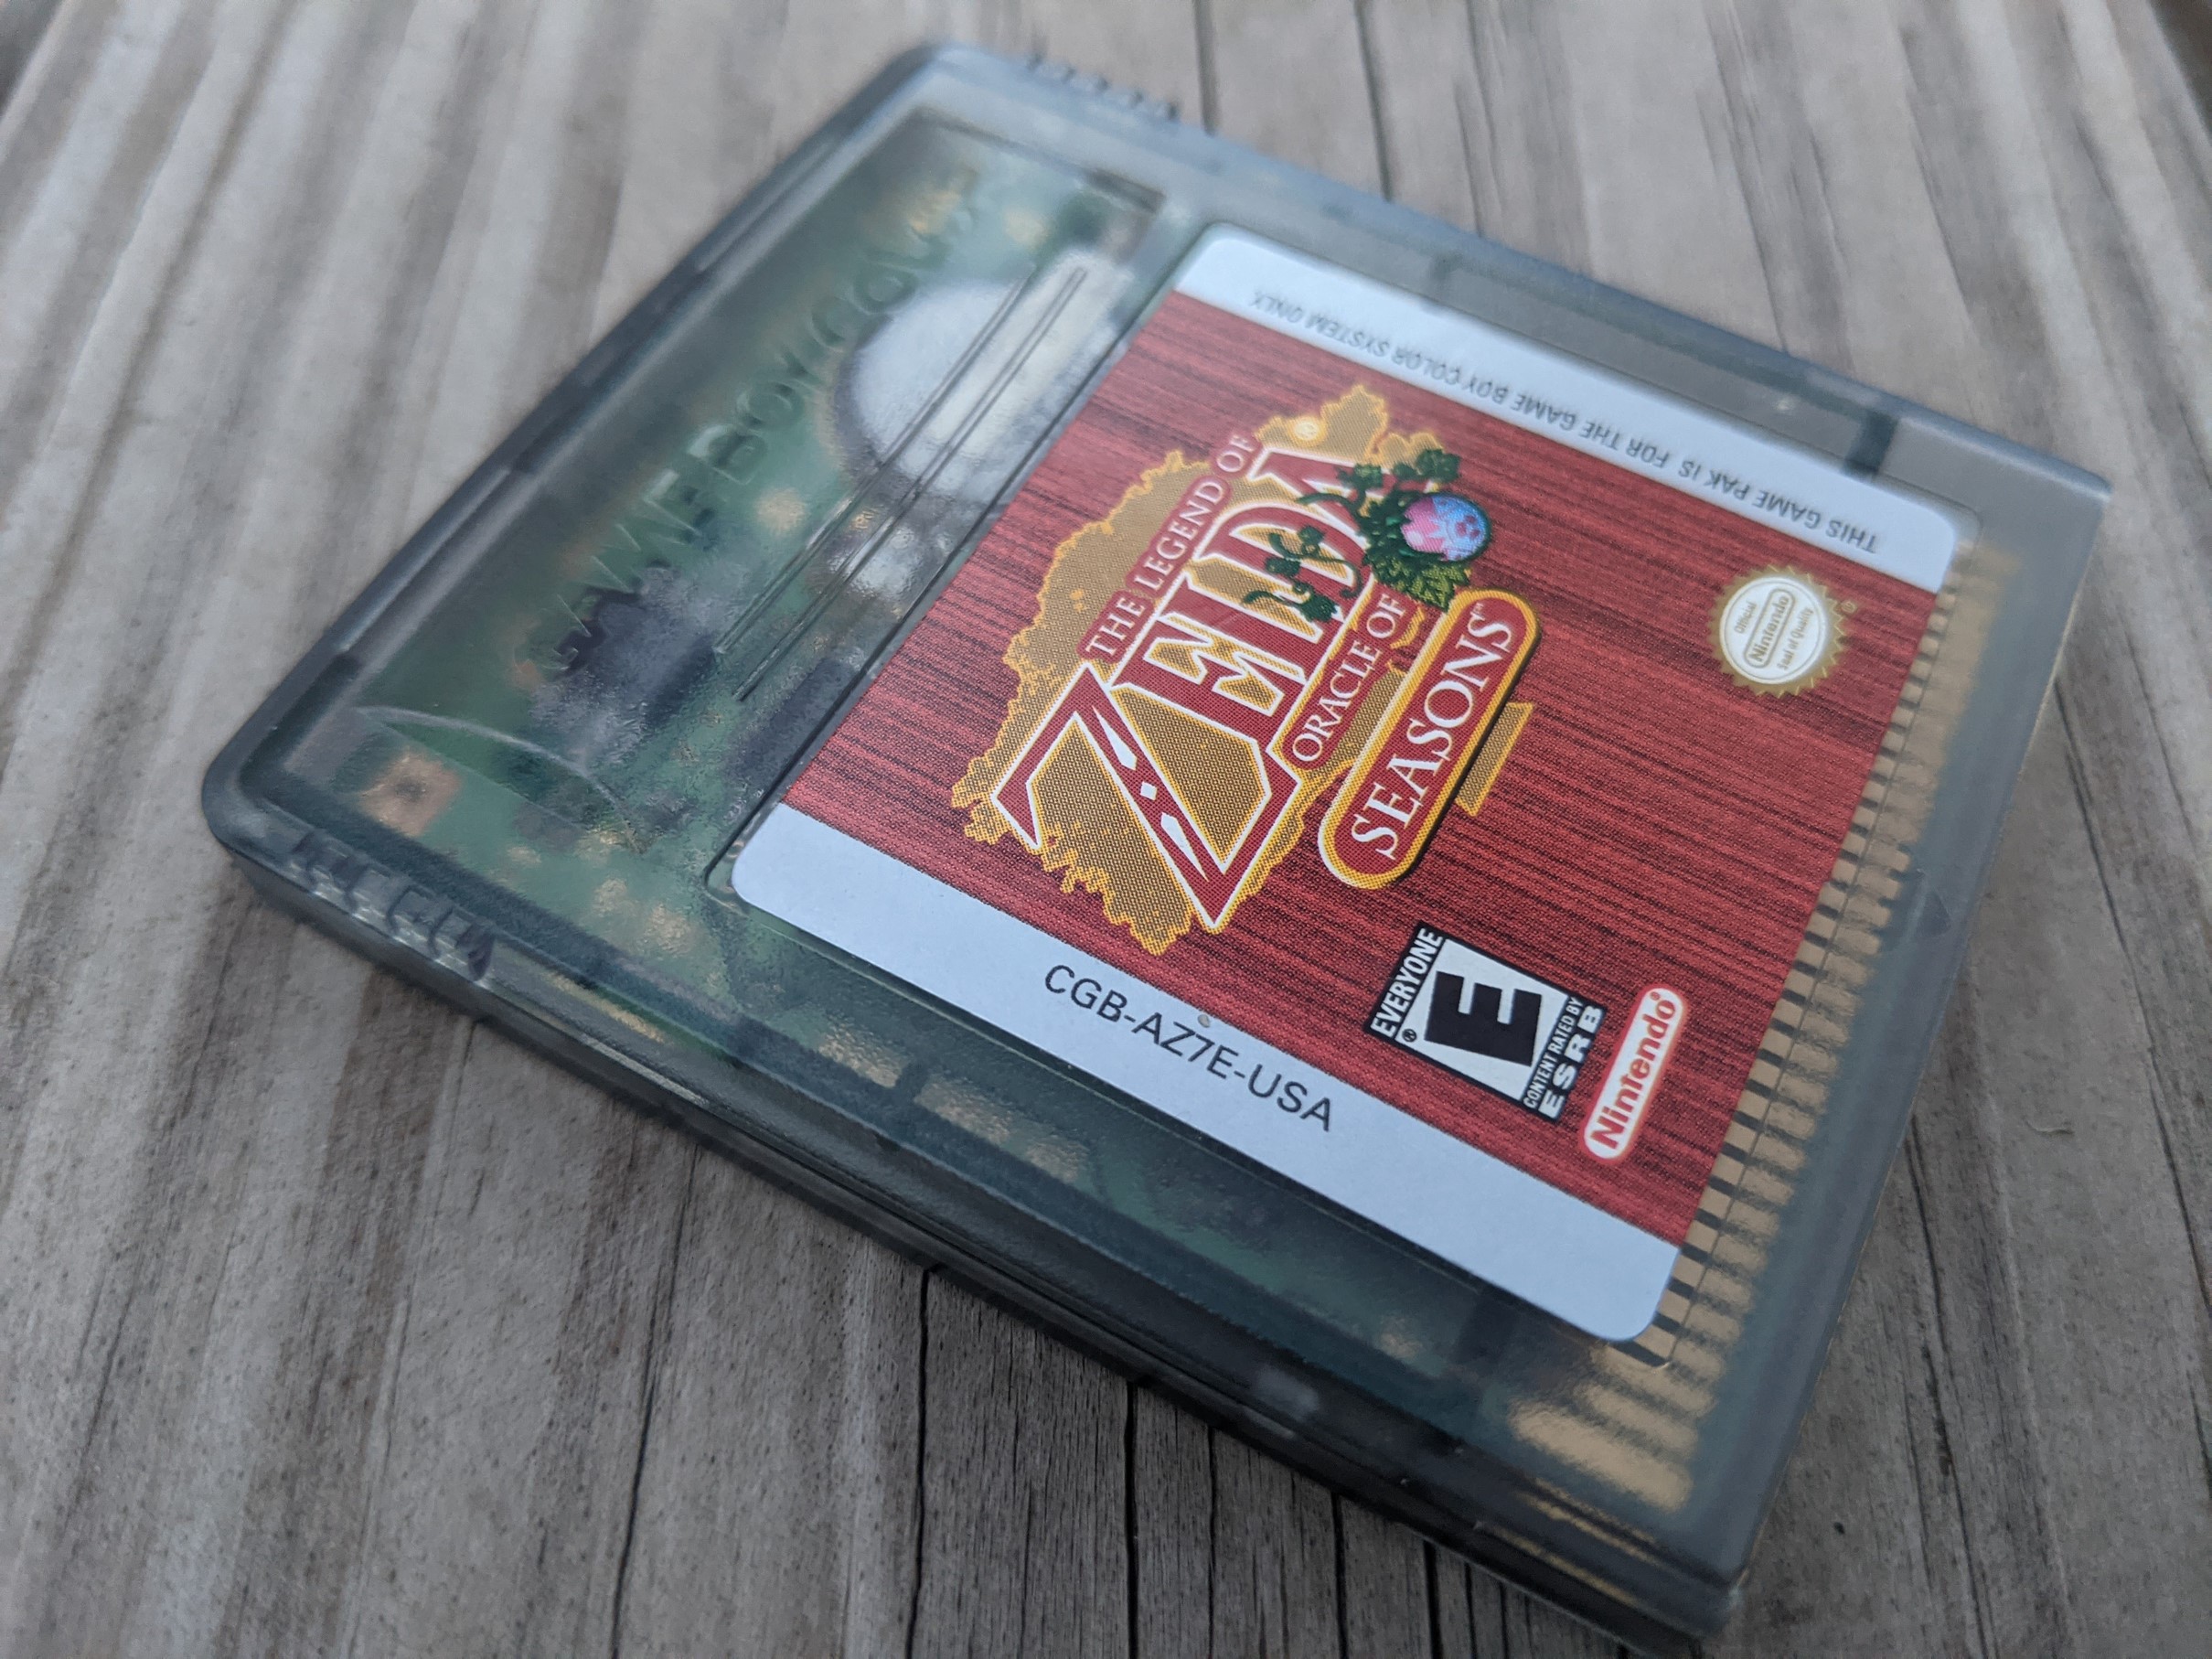 GAME BOY COLOR
THIS GAME PAK IS FOR THE GAME BOY COLOR SYSTEM ONLY.
THE LEGEND OF
ZELDA®
ORACLE OF
SEASONS™
Official
Nintendo
Seal of Quality
®
EVERYONE
E
®
CONTENT RATED BY
ESRB
Nintendo®
CGB-AZ7E-USA